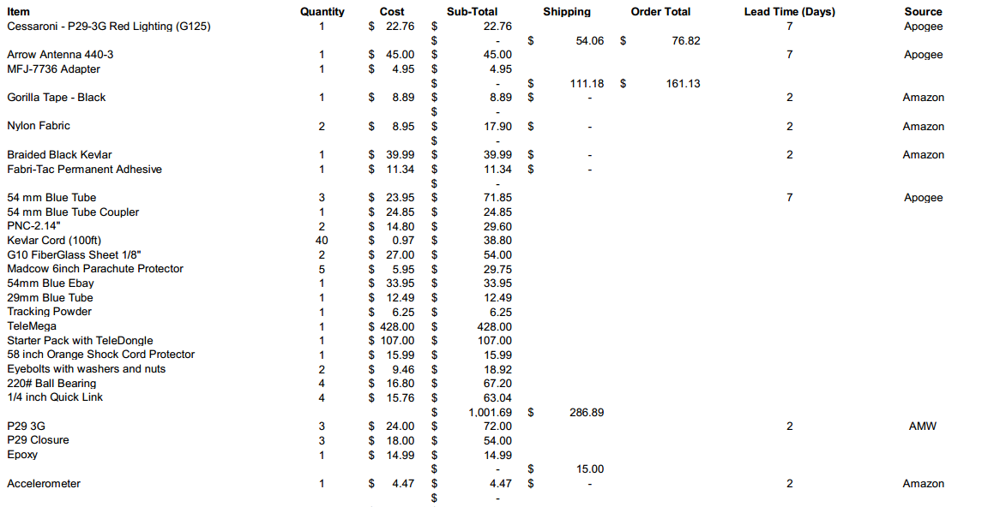 Item Quantity Cost Sub-Total Shipping Order Total Lead Time (Days) Source
Cessaroni - P29-3G Red Lighting (G125) 1 $ 22.76 $ 22.76 7 Apogee
$ - $ 54.06 $ 76.82
Arrow Antenna 440-3 1 $ 45.00 $ 45.00 7 Apogee
MFJ-7736 Adapter 1 $ 4.95 $ 4.95
$ - $ 111.18 $ 161.13
Gorilla Tape - Black 1 $ 8.89 $ 8.89 $ - 2 Amazon
$ -
Nylon Fabric 2 $ 8.95 $ 17.90 $ - 2 Amazon
$ -
Braided Black Kevlar 1 $ 39.99 $ 39.99 $ - 2 Amazon
Fabri-Tac Permanent Adhesive 1 $ 11.34 $ 11.34 $ -
$ -
54 mm Blue Tube 3 $ 23.95 $ 71.85 7 Apogee
54 mm Blue Tube Coupler 1 $ 24.85 $ 24.85
PNC-2.14" 2 $ 14.80 $ 29.60
Kevlar Cord (100ft) 40 $ 0.97 $ 38.80
G10 FiberGlass Sheet 1/8" 2 $ 27.00 $ 54.00
Madcow 6inch Parachute Protector 5 $ 5.95 $ 29.75
54mm Blue Ebay 1 $ 33.95 $ 33.95
29mm Blue Tube 1 $ 12.49 $ 12.49
Tracking Powder 1 $ 6.25 $ 6.25
TeleMega 1 $ 428.00 $ 428.00
Starter Pack with TeleDongle 1 $ 107.00 $ 107.00
58 inch Orange Shock Cord Protector 1 $ 15.99 $ 15.99
Eyebolts with washers and nuts 2 $ 9.46 $ 18.92
220# Ball Bearing 4 $ 16.80 $ 67.20
1/4 inch Quick Link 4 $ 15.76 $ 63.04
$ 1,001.69 $ 286.89
P29 3G 3 $ 24.00 $ 72.00 2 AMW
P29 Closure 3 $ 18.00 $ 54.00
Epoxy 1 $ 14.99 $ 14.99
$ - $ 15.00
Accelerometer 1 $ 4.47 $ 4.47 $ - 2 Amazon
$ -